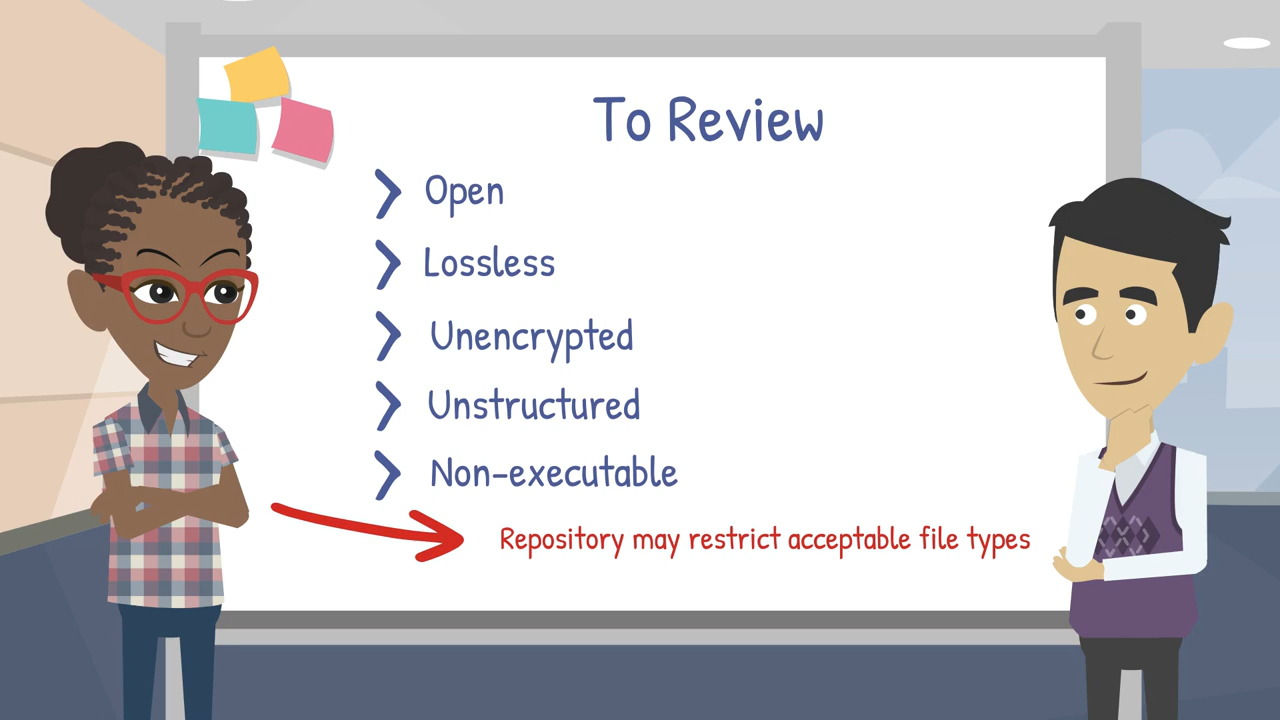 To Review
Open
Lossless
Unencrypted
Unstructured
Non-executable
Repository may restrict acceptable file types